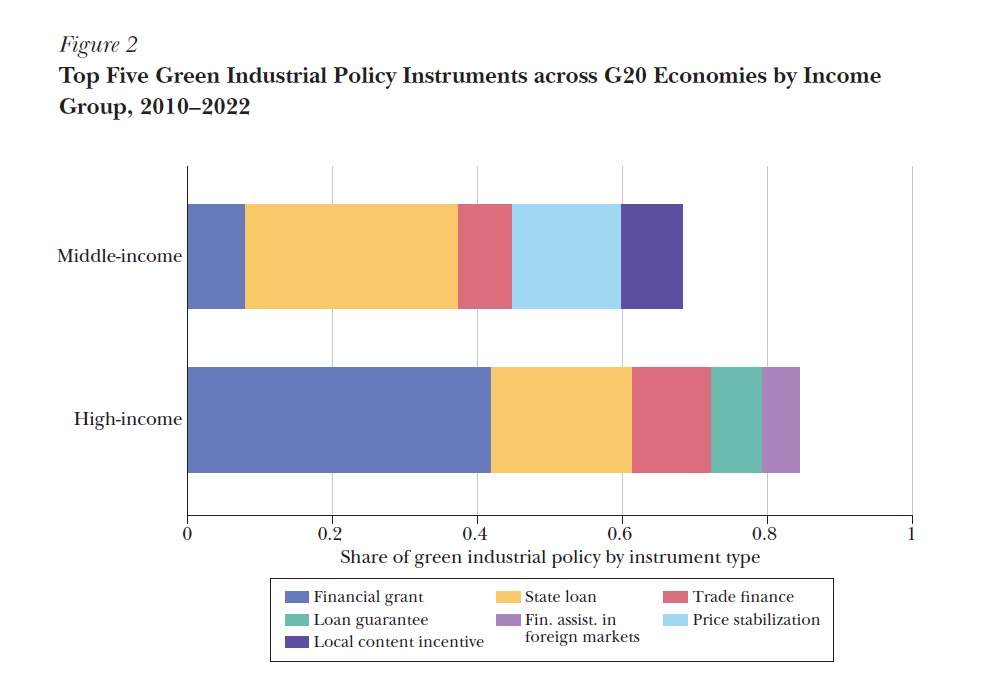 Figure 2
Top Five Green Industrial Policy Instruments across G20 Economies by Income
Group, 2010–2022
Middle-income
High-income
0 0.2 0.4 0.6 0.8 1
Share of green industrial policy by instrument type
Financial grant State loan Trade finance
Loan guarantee Fin. assist. in Price stabilization
foreign markets
Local content incentive